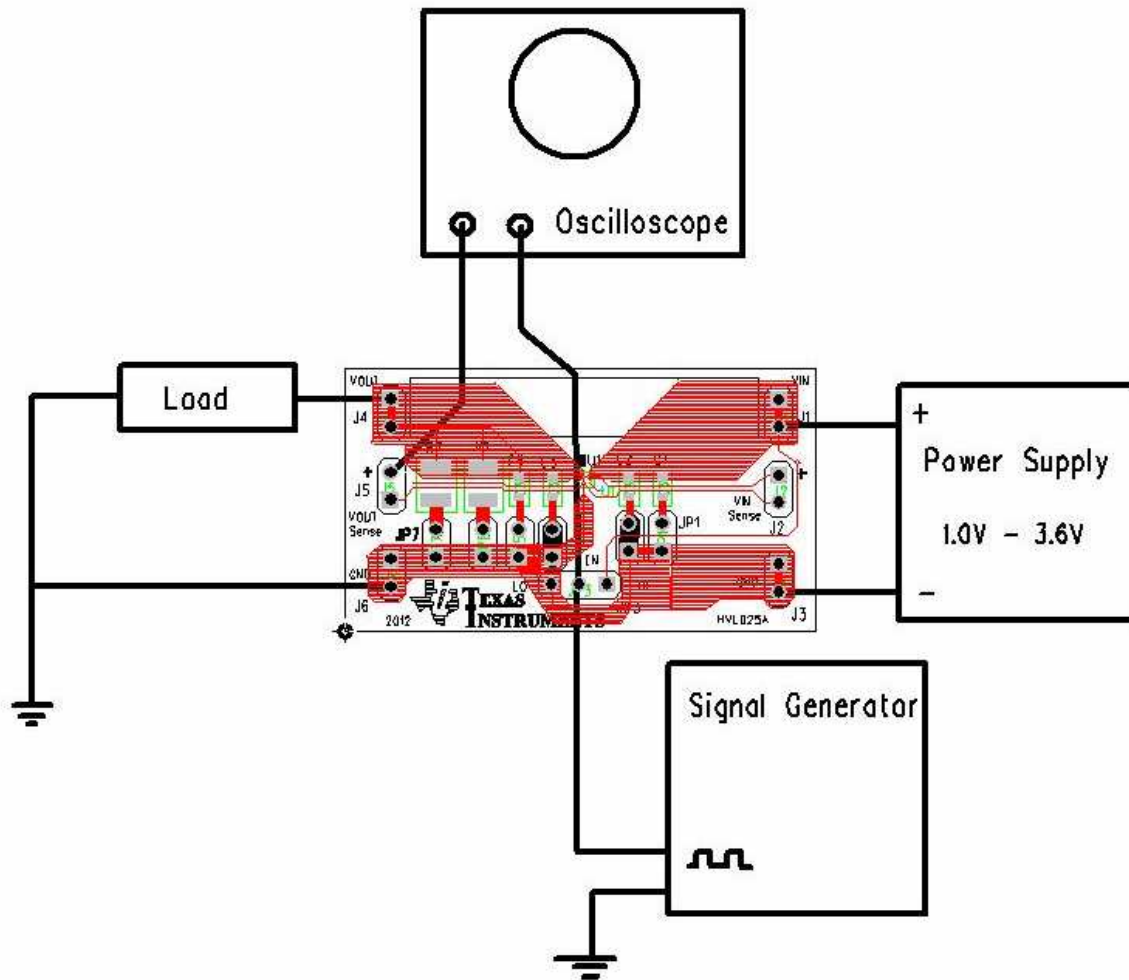 Oscilloscope
Load
VOUT
J4
VIN
J1
+
Power Supply
1.0V - 3.6V
-
+
J5
VOUT
Sense
+
VIN
Sense
J2
JP7
JP1
GND
J6
LO
2012
TEXAS
INSTRUMENTS
HVL025A
J3
Signal Generator